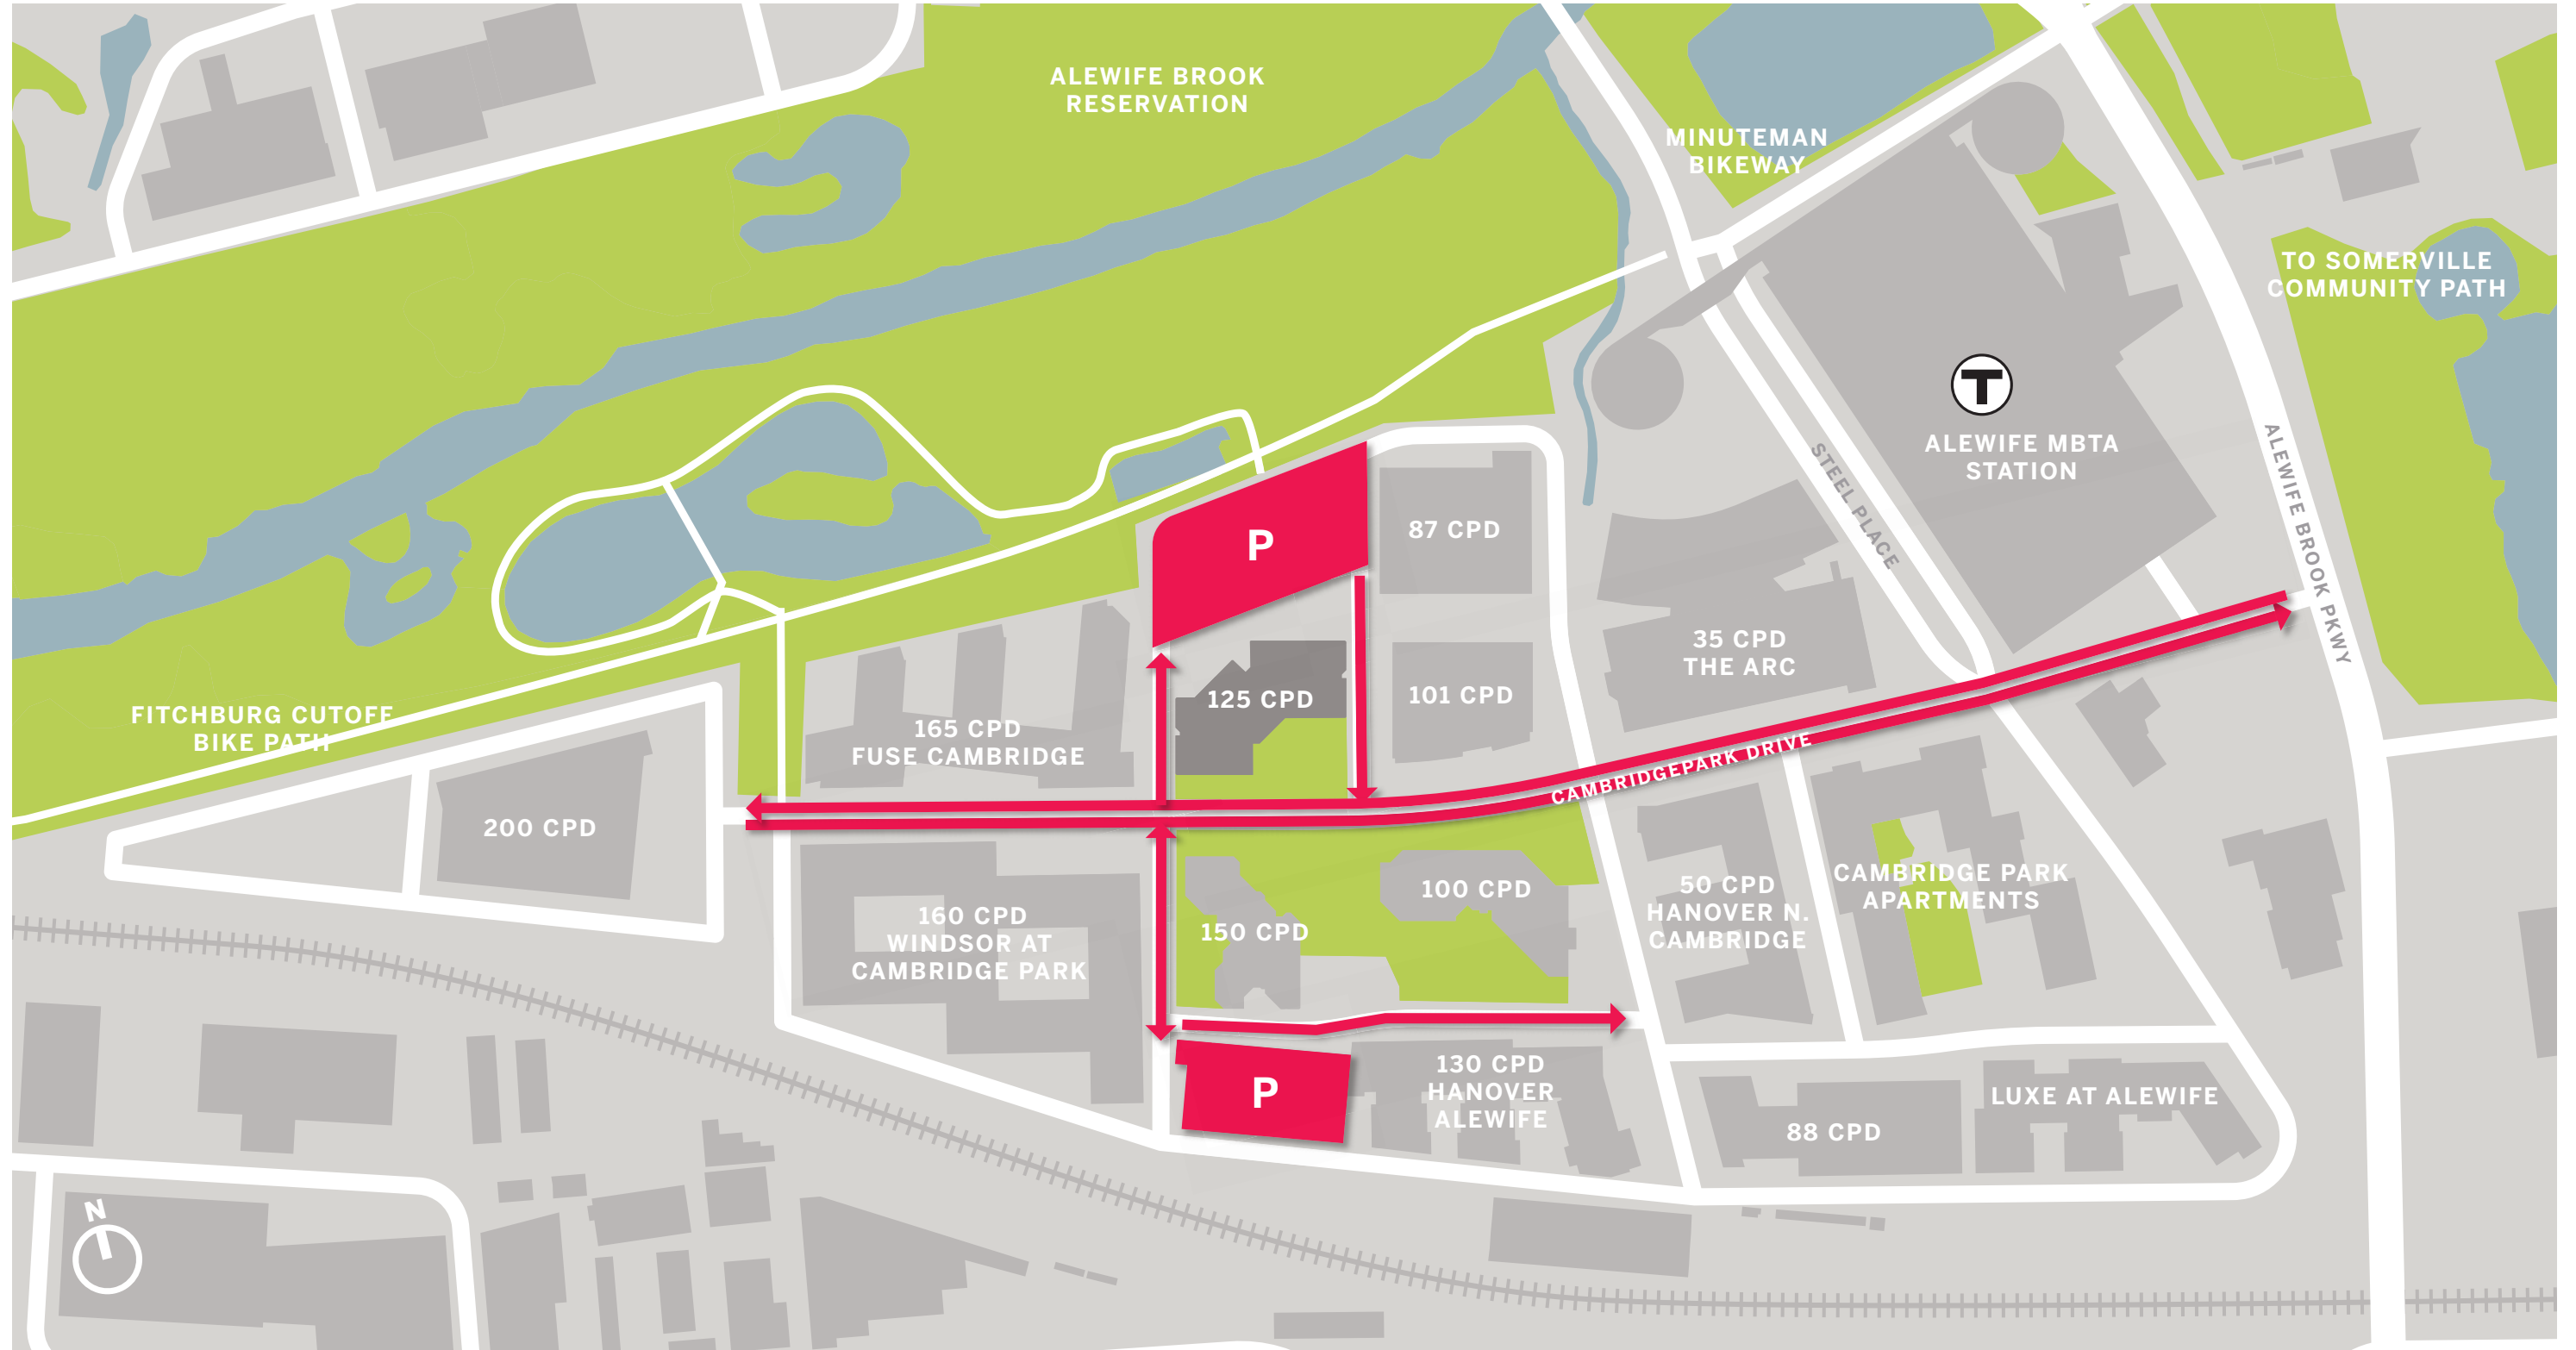 ALEWIFE BROOK
RESERVATION
MINUTEMAN
BIKEWAY
TO SOMERVILLE
COMMUNITY PATH
T
ALEWIFE MBTA
STATION
STEEL PLACE
ALEWIFE BROOK PKWY
P
87 CPD
35 CPD
THE ARC
125 CPD
101 CPD
FITCHBURG CUTOFF
BIKE PATH
165 CPD
FUSE CAMBRIDGE
CAMBRIDGEPARK DRIVE
200 CPD
160 CPD
WINDSOR AT
CAMBRIDGE PARK
150 CPD
100 CPD
50 CPD
HANOVER N.
CAMBRIDGE
CAMBRIDGE PARK
APARTMENTS
P
130 CPD
HANOVER
ALEWIFE
88 CPD
LUXE AT ALEWIFE
N